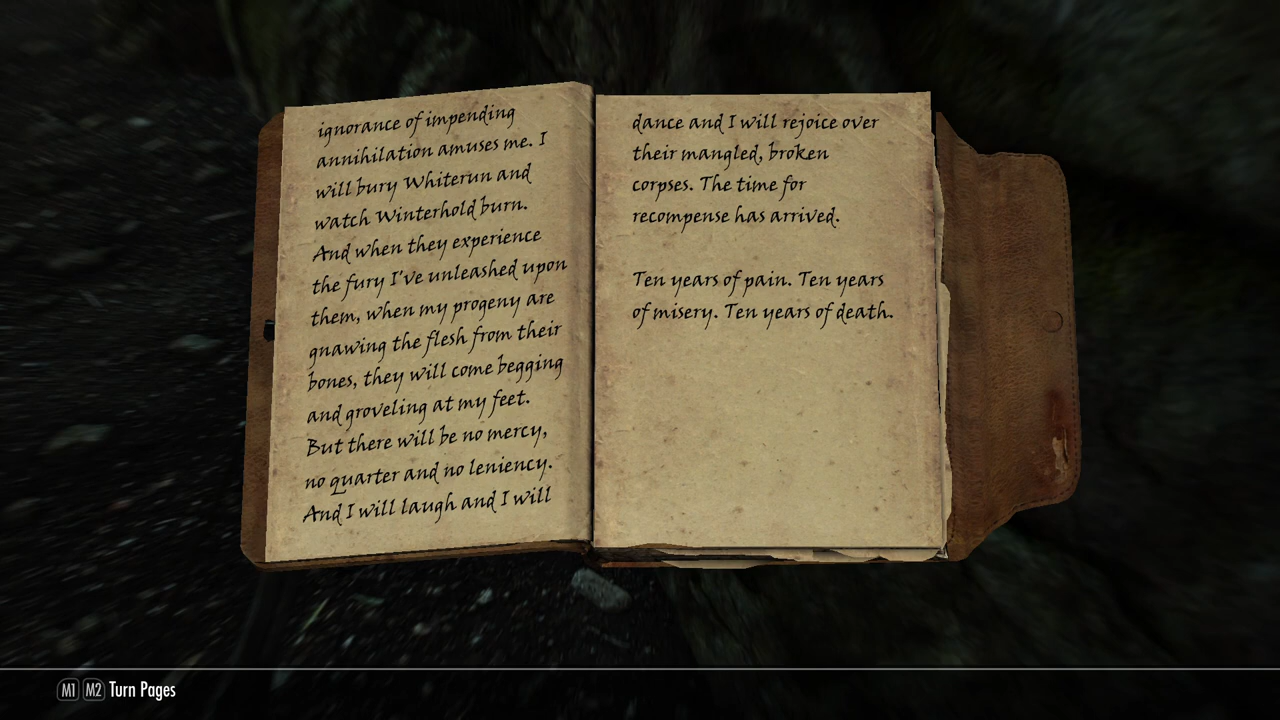 ignorance of impending
annihilation amuses me. I
will bury Whiterun and
watch Winterhold burn.
And when they experience
the fury I've unleashed upon
them, when my progeny are
gnawing the flesh from their
bones, they will come begging
and groveling at my feet.
But there will be no mercy,
no quarter and no leniency.
And I will laugh and I will
dance and I will rejoice over
their mangled, broken
corpses. The time for
recompense has arrived.
Ten years of pain. Ten years
of misery. Ten years of death.
M1 M2 Turn Pages